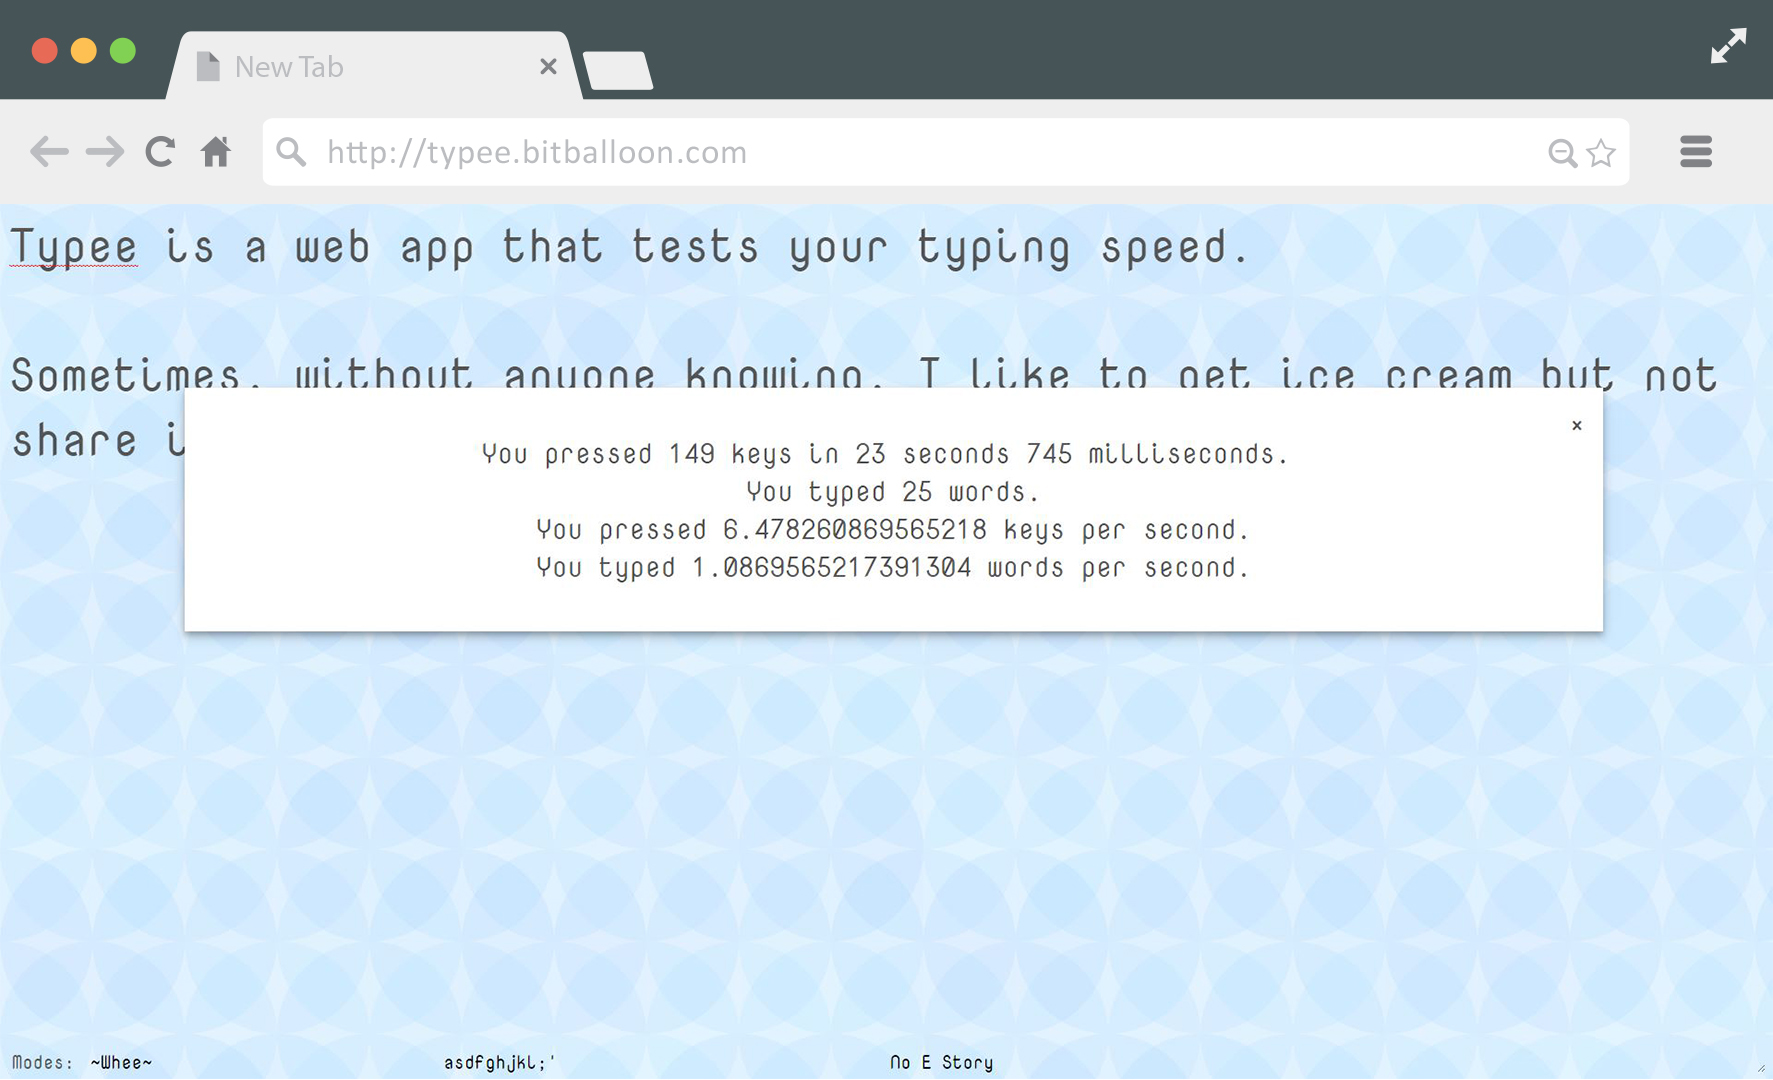 New Tab
http://typee.bitballoon.com
Typee is a web app that tests your typing speed.
Sometimes, without anyone knowing, I like to get ice cream but not
share
You pressed 149 keys in 23 seconds 745 milliseconds.
You typed 25 words.
You pressed 6.478260869565218 keys per second.
You typed 1.0869565217391304 words per second.
Modes: ~Whee~ asdfghjkl;' No E Story